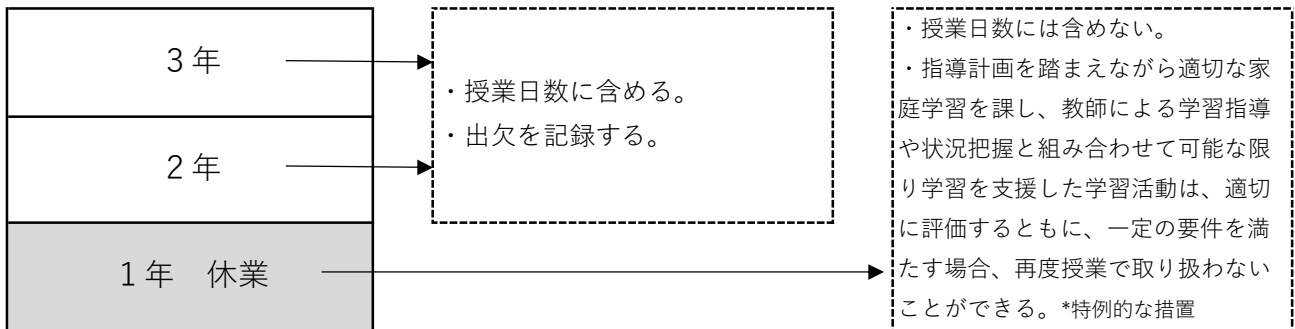 3年
2年
1年 休業
・授業日数に含める。
・出欠を記録する。
・授業日数には含めない。
・指導計画を踏まえながら適切な家
庭学習を課し、教師による学習指導
や状況把握と組み合わせて可能な限
り学習を支援した学習活動は、適切
に評価するともに、一定の要件を満
たす場合、再度授業で取り扱わない
ことができる。*特例的な措置